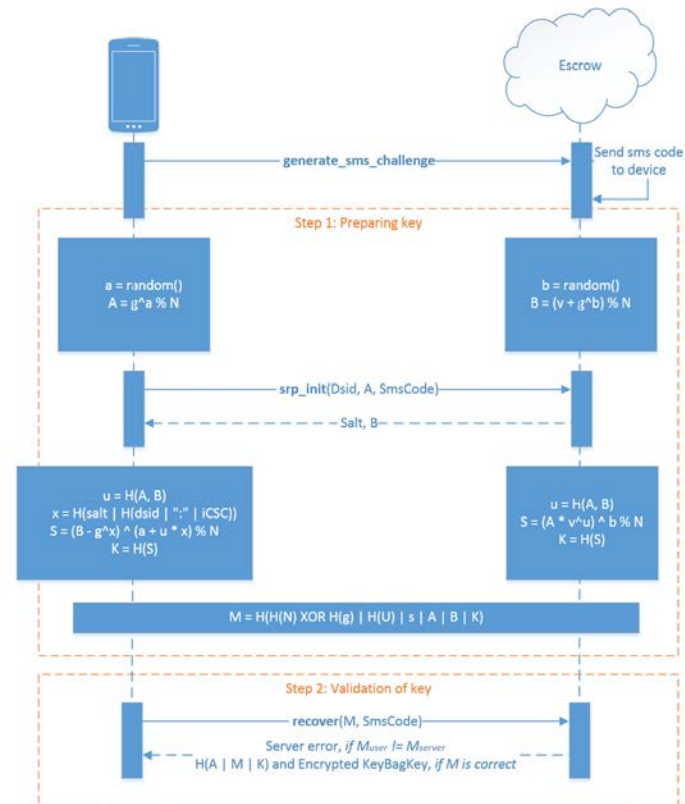 Escrow
generate_sms_challenge
Send sms code
to device
Step 1: Preparing key
a = random()
A = g^a % N
b = random()
B = (v + g^b) % N
srp_init(Dsid, A, SmsCode)
Salt, B
u = H(A, B)
x = H(salt | H(dsid | ":" | iCSC))
S = (B - g^x) ^ (a + u * x) % N
K = H(S)
u = H(A, B)
S = (A * v^u) ^ b % N
K = H(S)
M = H(H(N) XOR H(g) | H(U) | s | A | B | K)
Step 2: Validation of key
recover(M, SmsCode)
Server error, if Muser != Mserver
H(A | M | K) and Encrypted KeyBagKey, if M is correct